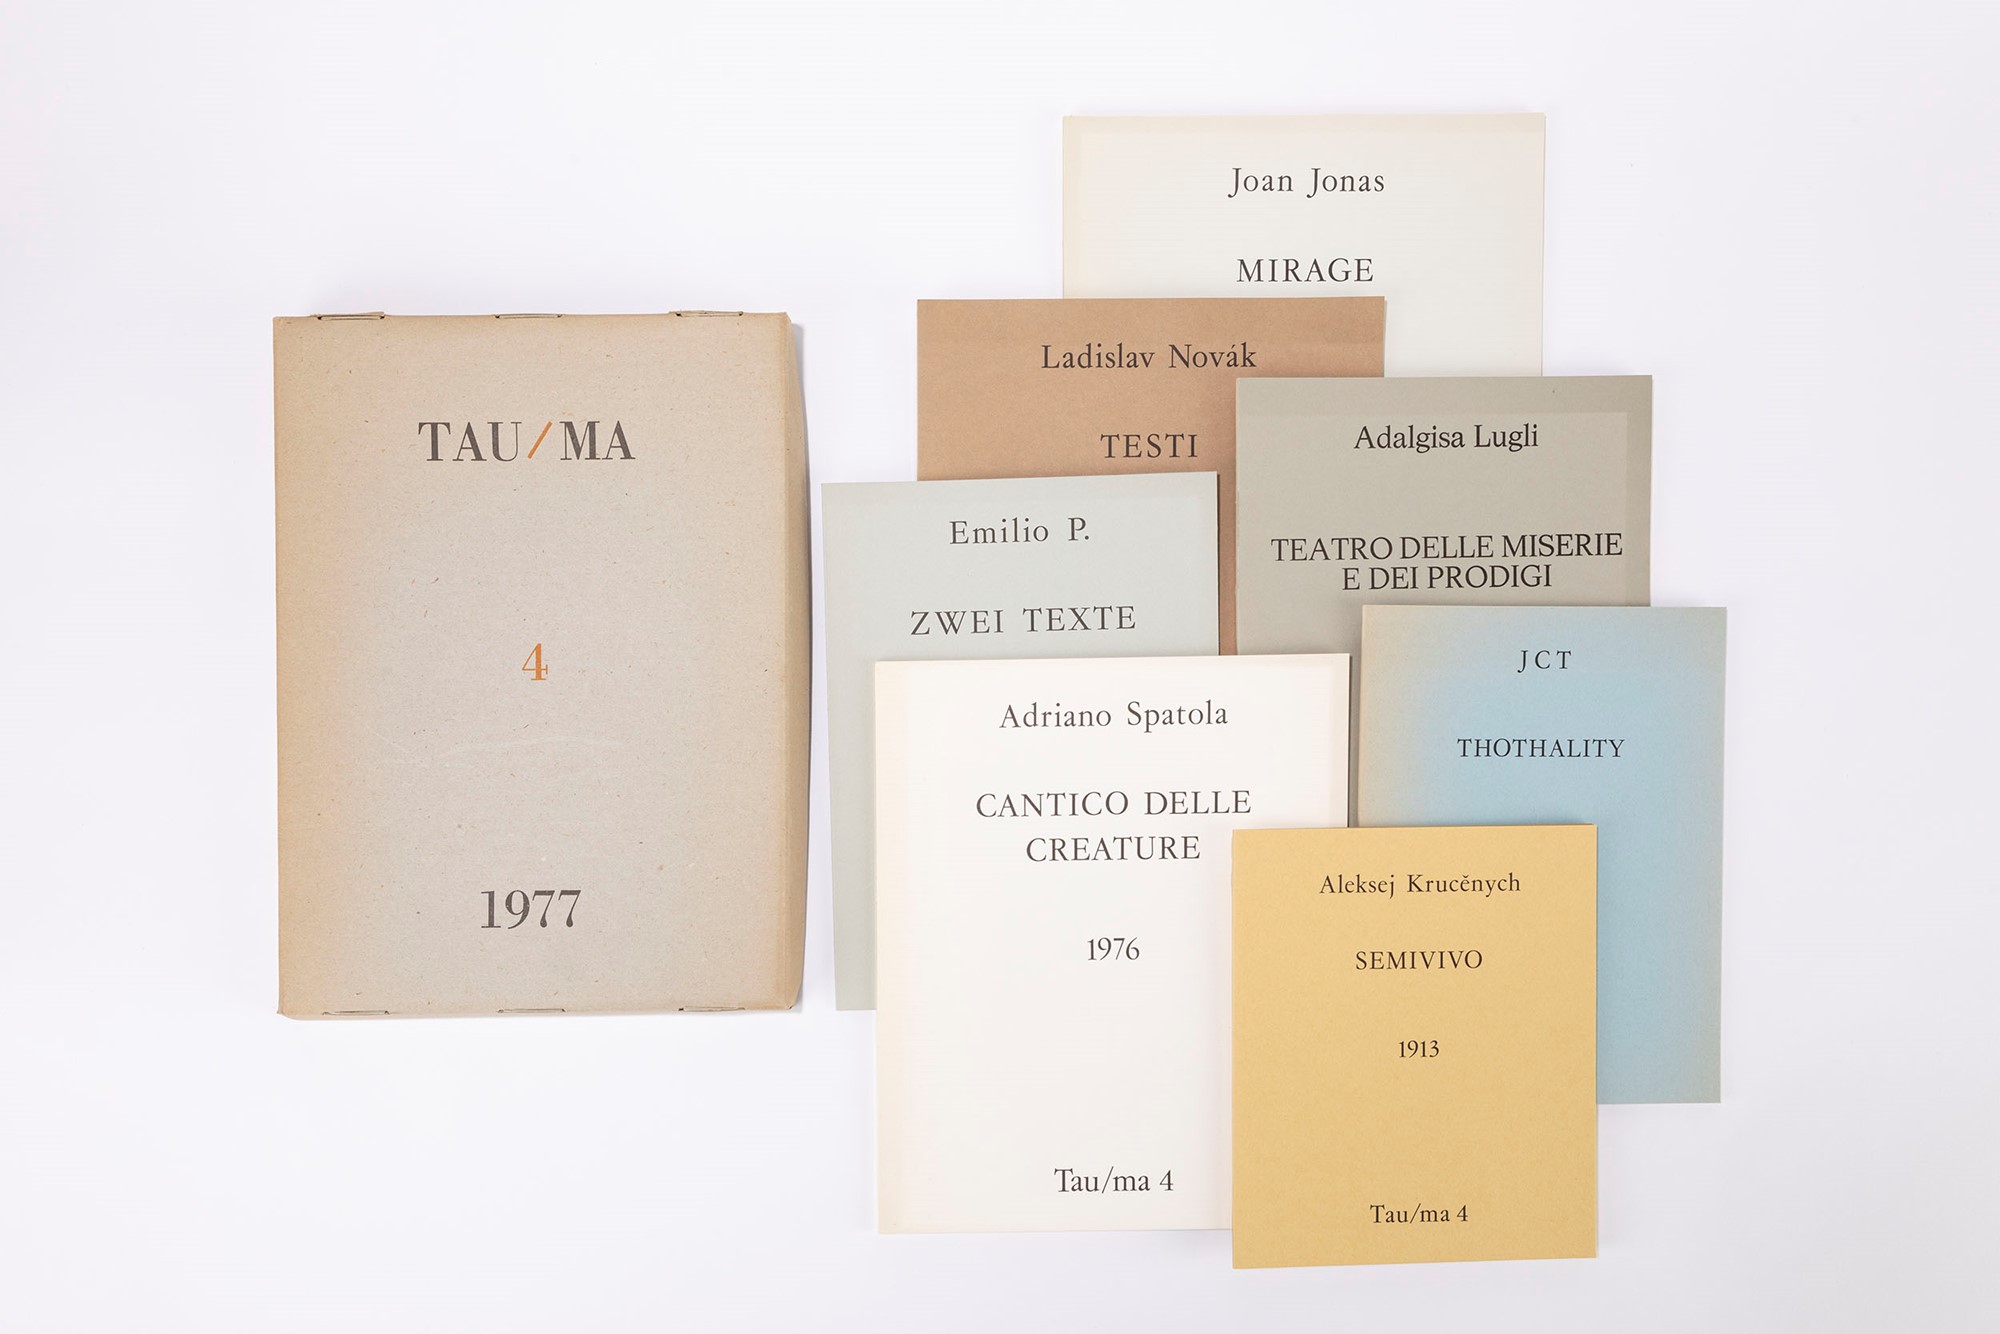 TAU/MA
4
1977
Joan Jonas
MIRAGE
Ladislav Novák
TESTI
Adalgisa Lugli
TEATRO DELLE MISERIE
E DEI PRODIGI
Emilio P.
ZWEI TEXTE
JCT
THOTHALITY
Adriano Spatola
CANTICO DELLE
CREATURE
1976
Tau/ma 4
Aleksej Krucěnych
SEMIVIVO
1913
Tau/ma 4